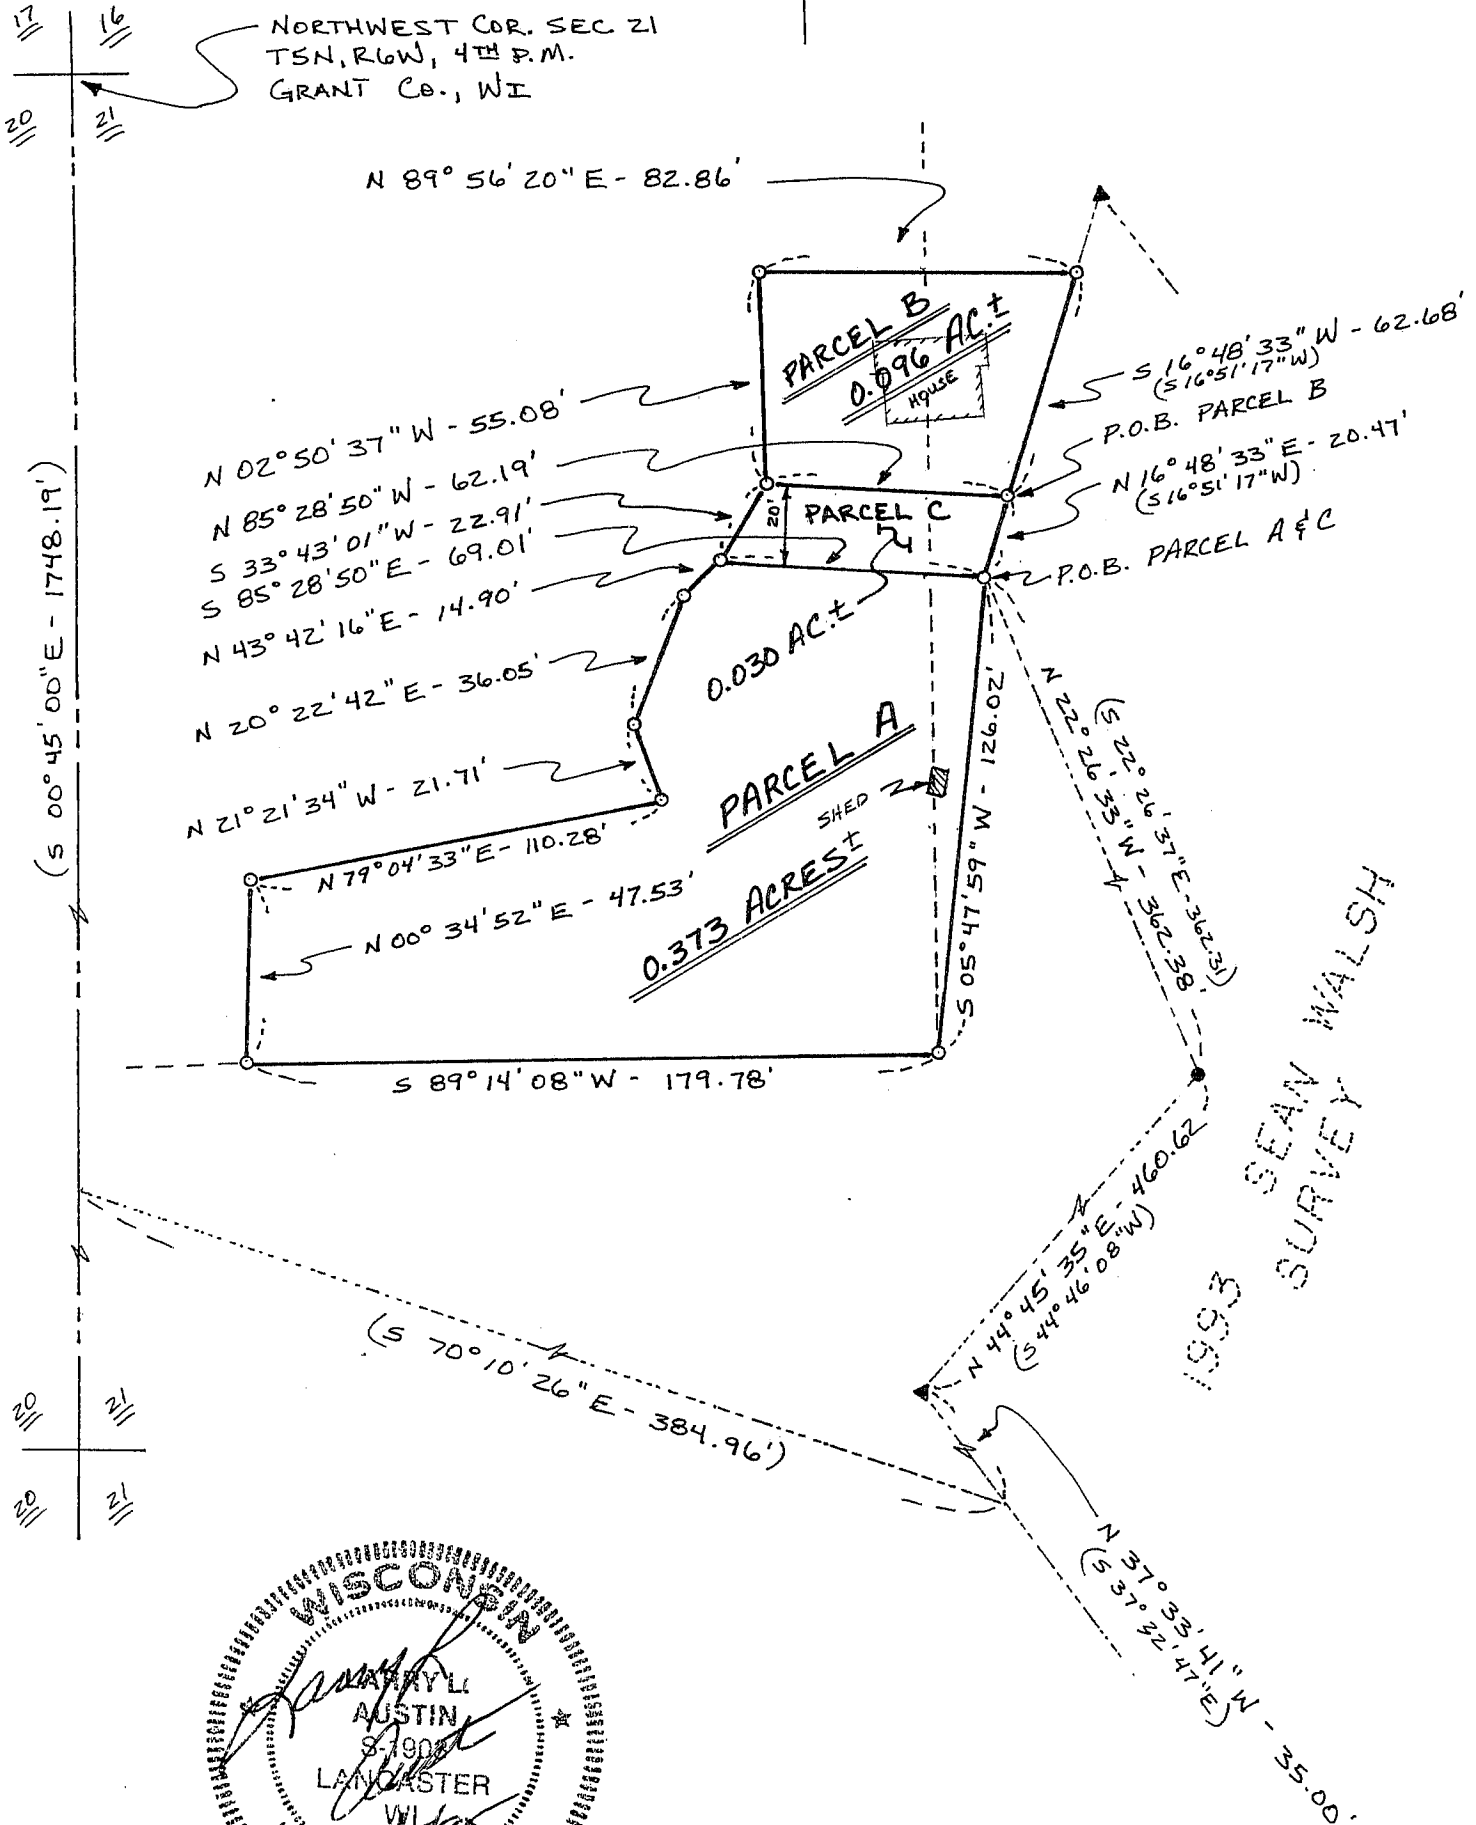 17 16
NORTHWEST COR. SEC 21
T5N, R6W, 4TH P.M.
GRANT CO., WI
20 21
N 89° 56' 20" E - 82.86'
PARCEL B
0.096 AC.±
HOUSE
S 16° 48' 33" W - 62.68'
(S 16° 51' 17" W)
P.O.B. PARCEL B
N 16° 48' 33" E - 20.47'
(S 16° 51' 17" W)
P.O.B. PARCEL A & C
N 02° 50' 37" W - 55.08'
N 85° 28' 50" W - 62.19'
S 33° 43' 01" W - 22.91'
S 85° 28' 50" E - 69.01'
N 43° 42' 16" E - 14.90'
N 20° 22' 42" E - 36.05'
N 21° 21' 34" W - 21.71'
20'
PARCEL C
0.030 AC.±
(S 00° 45' 00" E - 1748.19')
PARCEL A
SHED
0.373 ACRES±
N 79° 04' 33" E - 110.28'
N 00° 34' 52" E - 47.53'
S 05° 47' 59" W - 126.02'
(S 22° 26' 37" E - 362.31)
N 22° 26' 33" W - 362.38'
S 89° 14' 08" W - 179.78'
1993 SEAN WALSH
SURVEY
N 44° 45' 35" E - 460.62
(S 44° 46' 08" W)
(S 70° 10' 26" E - 384.96')
20 21
20 21
N 37° 33' 41" W - 35.00'
(S 37° 32' 47" E)
WISCONSIN
LARRY L.
AUSTIN
LANCASTER
WI